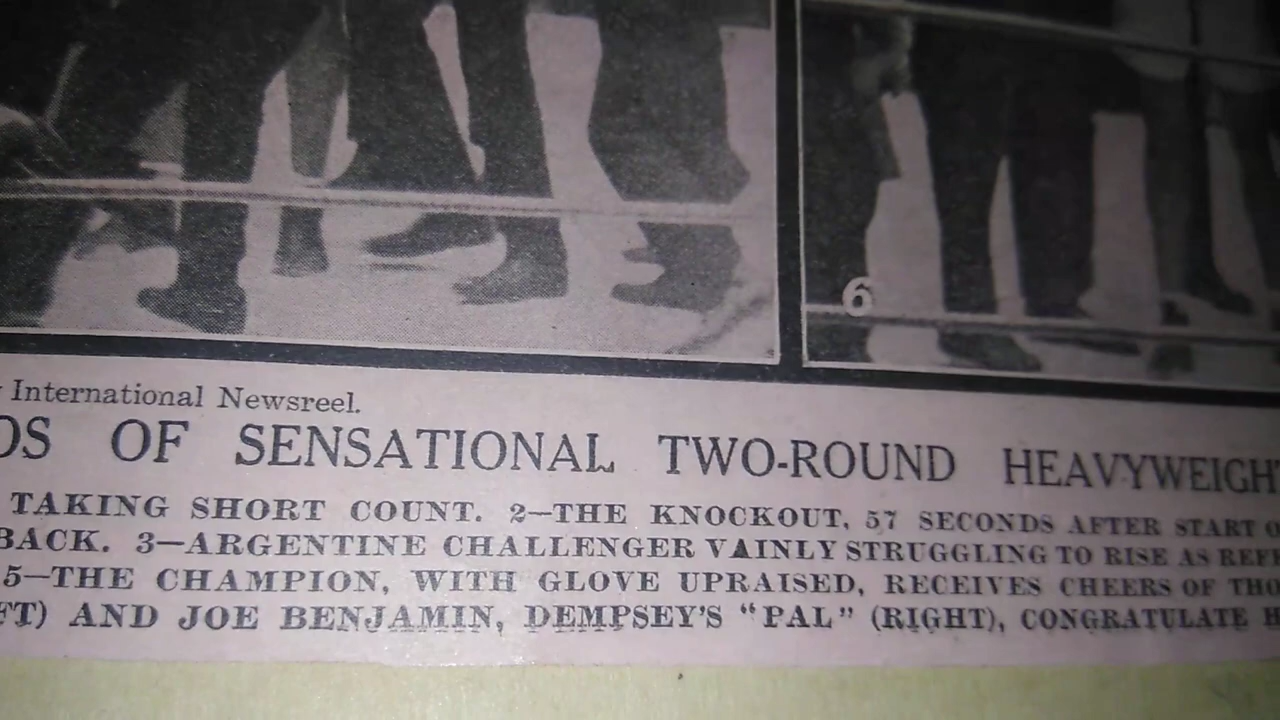 6
International Newsreel.
OF SENSATIONAL TWO-ROUND HEAVYWEIGH
TAKING SHORT COUNT. 2—THE KNOCKOUT, 57 SECONDS AFTER START O
BACK. 3—ARGENTINE CHALLENGER VAINLY STRUGGLING TO RISE AS REF
5—THE CHAMPION, WITH GLOVE UPRAISED, RECEIVES CHEERS OF THO
FT) AND JOE BENJAMIN, DEMPSEY'S "PAL" (RIGHT), CONGRATULATE H